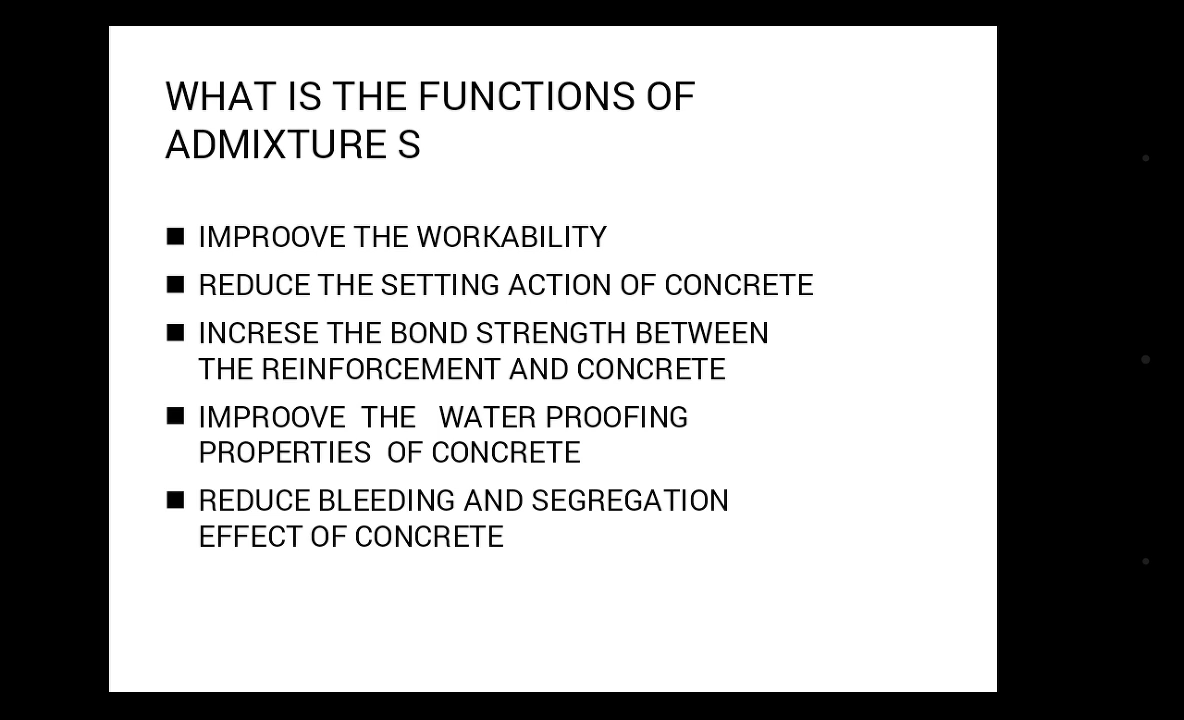 WHAT IS THE FUNCTIONS OF
ADMIXTURE S
■ IMPROOVE THE WORKABILITY
■ REDUCE THE SETTING ACTION OF CONCRETE
■ INCRESE THE BOND STRENGTH BETWEEN
THE REINFORCEMENT AND CONCRETE
■ IMPROOVE THE WATER PROOFING
PROPERTIES OF CONCRETE
■ REDUCE BLEEDING AND SEGREGATION
EFFECT OF CONCRETE